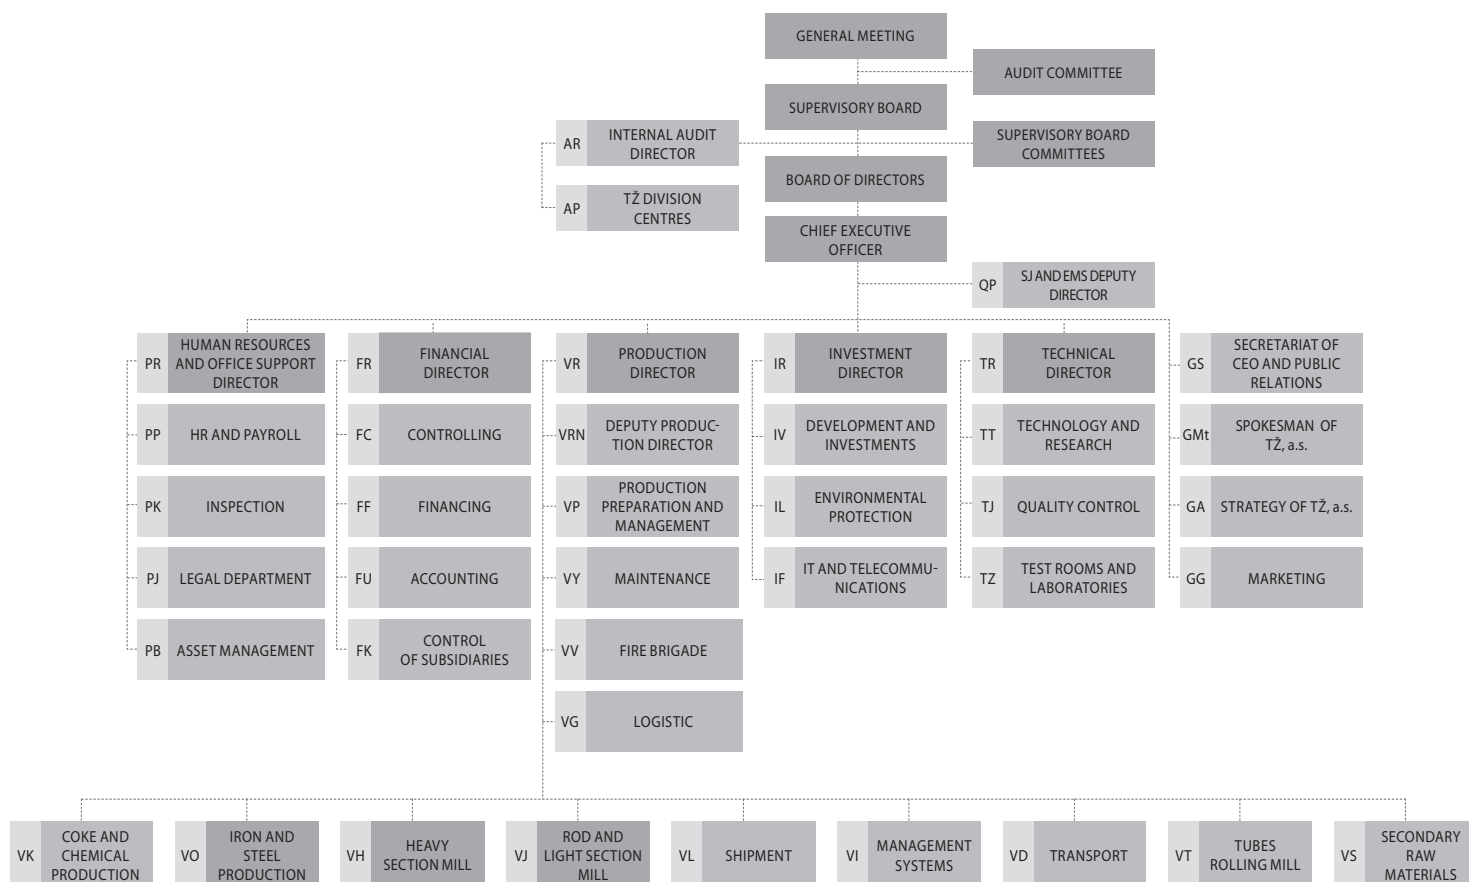 GENERAL MEETING
AUDIT COMMITTEE
SUPERVISORY BOARD
AR
INTERNAL AUDIT
DIRECTOR
SUPERVISORY BOARD
COMMITTEES
BOARD OF DIRECTORS
AP
TŽ DIVISION
CENTRES
CHIEF EXECUTIVE
OFFICER
QP
SJ AND EMS DEPUTY
DIRECTOR
PR
HUMAN RESOURCES
AND OFFICE SUPPORT
DIRECTOR
FR
FINANCIAL
DIRECTOR
VR
PRODUCTION
DIRECTOR
IR
INVESTMENT
DIRECTOR
TR
TECHNICAL
DIRECTOR
GS
SECRETARIAT OF
CEO AND PUBLIC
RELATIONS
PP
HR AND PAYROLL
FC
CONTROLLING
VRN
DEPUTY PRODUC-
TION DIRECTOR
IV
DEVELOPMENT AND
INVESTMENTS
TT
TECHNOLOGY AND
RESEARCH
GMt
SPOKESMAN OF
TŽ, a.s.
PK
INSPECTION
FF
FINANCING
VP
PRODUCTION
PREPARATION AND
MANAGEMENT
IL
ENVIRONMENTAL
PROTECTION
TJ
QUALITY CONTROL
GA
STRATEGY OF TŽ, a.s.
PJ
LEGAL DEPARTMENT
FU
ACCOUNTING
VY
MAINTENANCE
IF
IT AND TELECOMMU-
NICATIONS
TZ
TEST ROOMS AND
LABORATORIES
GG
MARKETING
PB
ASSET MANAGEMENT
FK
CONTROL
OF SUBSIDIARIES
VV
FIRE BRIGADE
VG
LOGISTIC
VK
COKE AND
CHEMICAL
PRODUCTION
VO
IRON AND
STEEL
PRODUCTION
VH
HEAVY
SECTION MILL
VJ
ROD AND
LIGHT SECTION
MILL
VL
SHIPMENT
VI
MANAGEMENT
SYSTEMS
VD
TRANSPORT
VT
TUBES
ROLLING MILL
VS
SECONDARY
RAW
MATERIALS